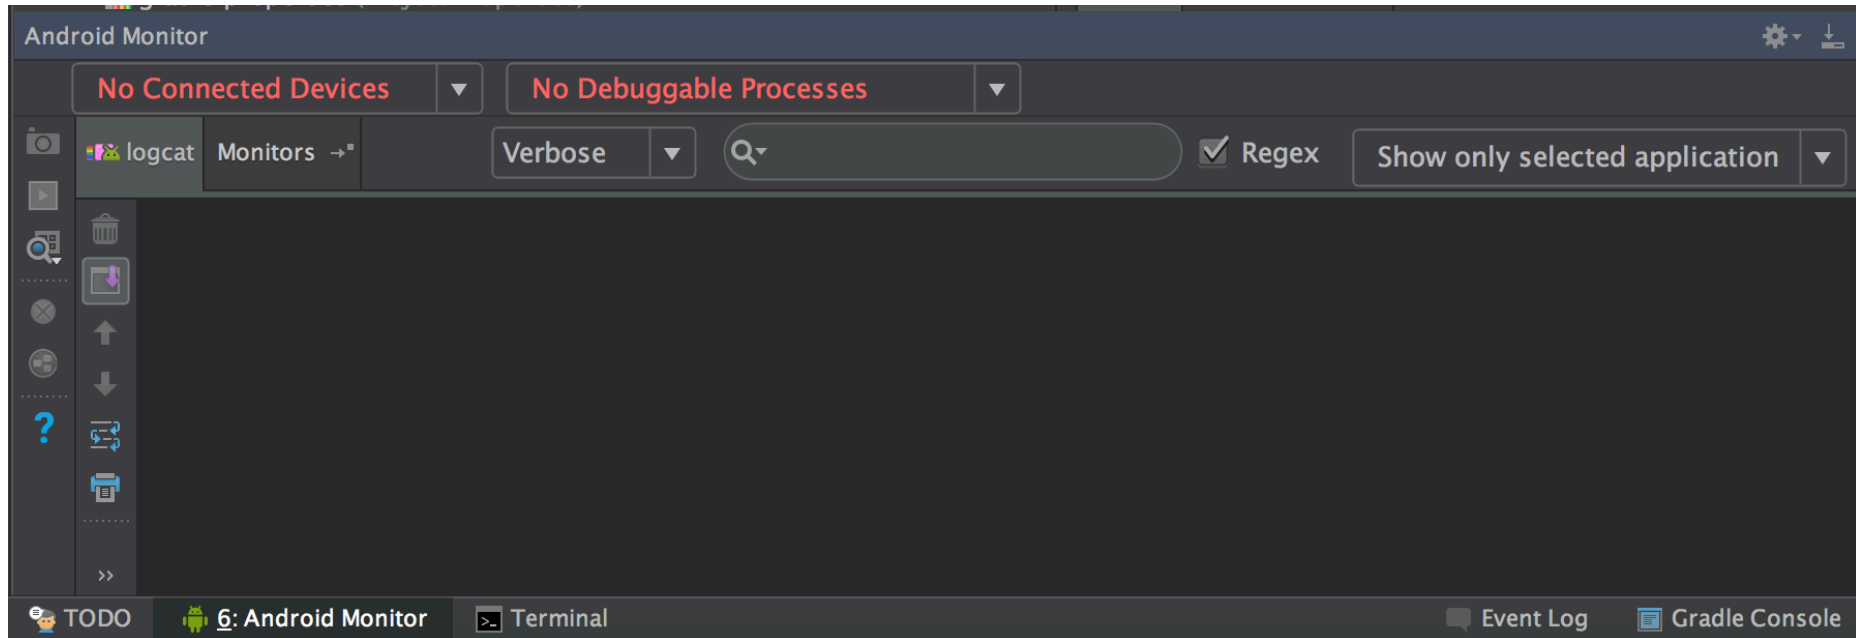 Android Monitor
No Connected Devices
No Debuggable Processes
logcat
Monitors
Verbose
Regex
Show only selected application
?
TODO
6: Android Monitor
Terminal
Event Log
Gradle Console